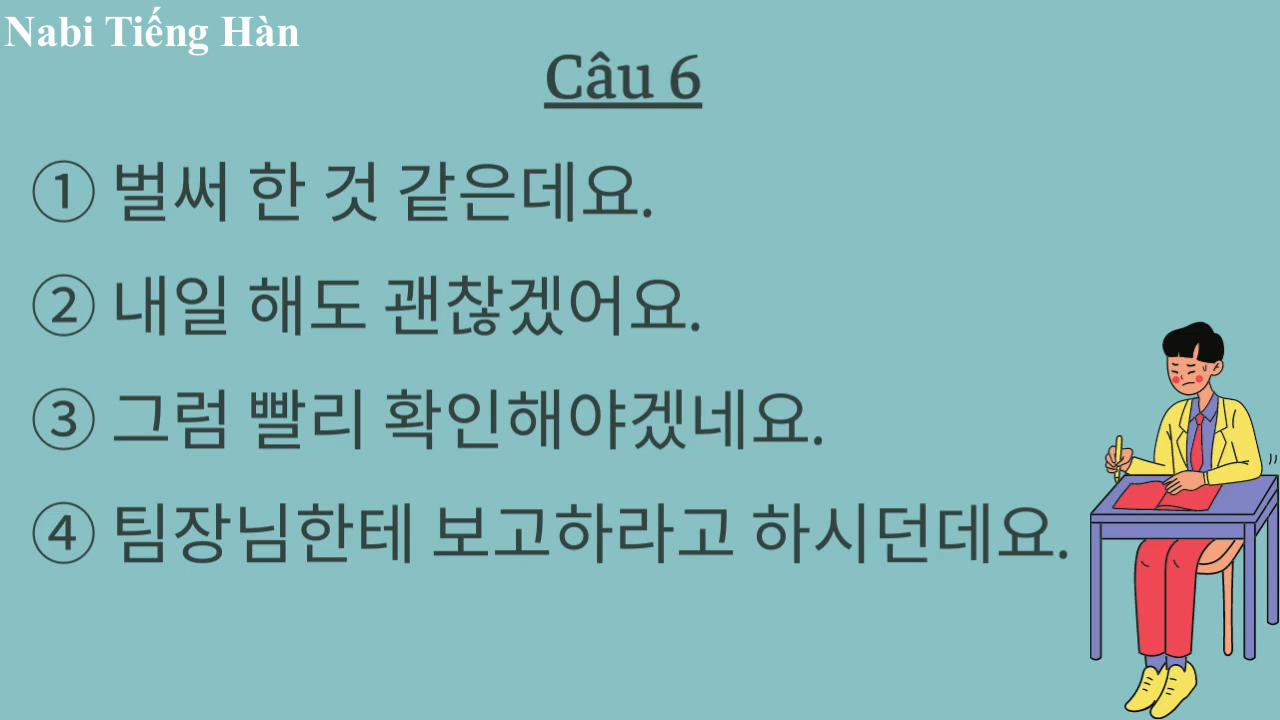 Nabi Tiếng Hàn
Câu 6
① 벌써 한 것 같은데요.
② 내일 해도 괜찮겠어요.
③ 그럼 빨리 확인해야겠네요.
④ 팀장님한테 보고하라고 하시던데요.